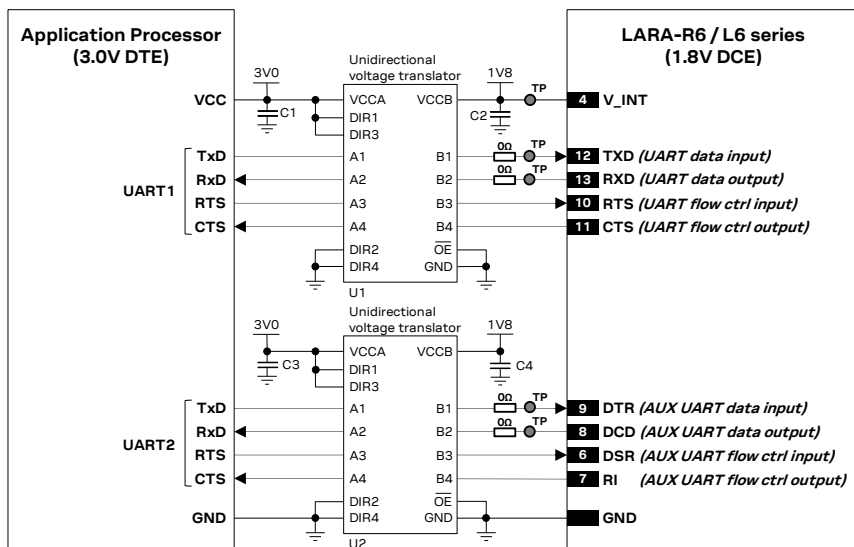 Application Processor
(3.0V DTE)
LARA-R6 / L6 series
(1.8V DCE)
Unidirectional
voltage translator
3V0
1V8
TP
VCC
C1
VCCA
VCCB
C2
4 V_INT
DIR1
DIR3
0Ω
TP
TxD
A1
B1
12 TXD (UART data input)
0Ω
TP
UART1
RxD
A2
B2
13 RXD (UART data output)
RTS
A3
B3
10 RTS (UART flow ctrl input)
CTS
A4
B4
11 CTS (UART flow ctrl output)
DIR2
OE
DIR4
GND
U1
Unidirectional
voltage translator
3V0
1V8
C3
VCCA
VCCB
C4
DIR1
DIR3
0Ω
TP
TxD
A1
B1
9 DTR (AUX UART data input)
0Ω
TP
UART2
RxD
A2
B2
8 DCD (AUX UART data output)
RTS
A3
B3
6 DSR (AUX UART flow ctrl input)
CTS
A4
B4
7 RI (AUX UART flow ctrl output)
DIR2
OE
GND
DIR4
GND
GND
U2